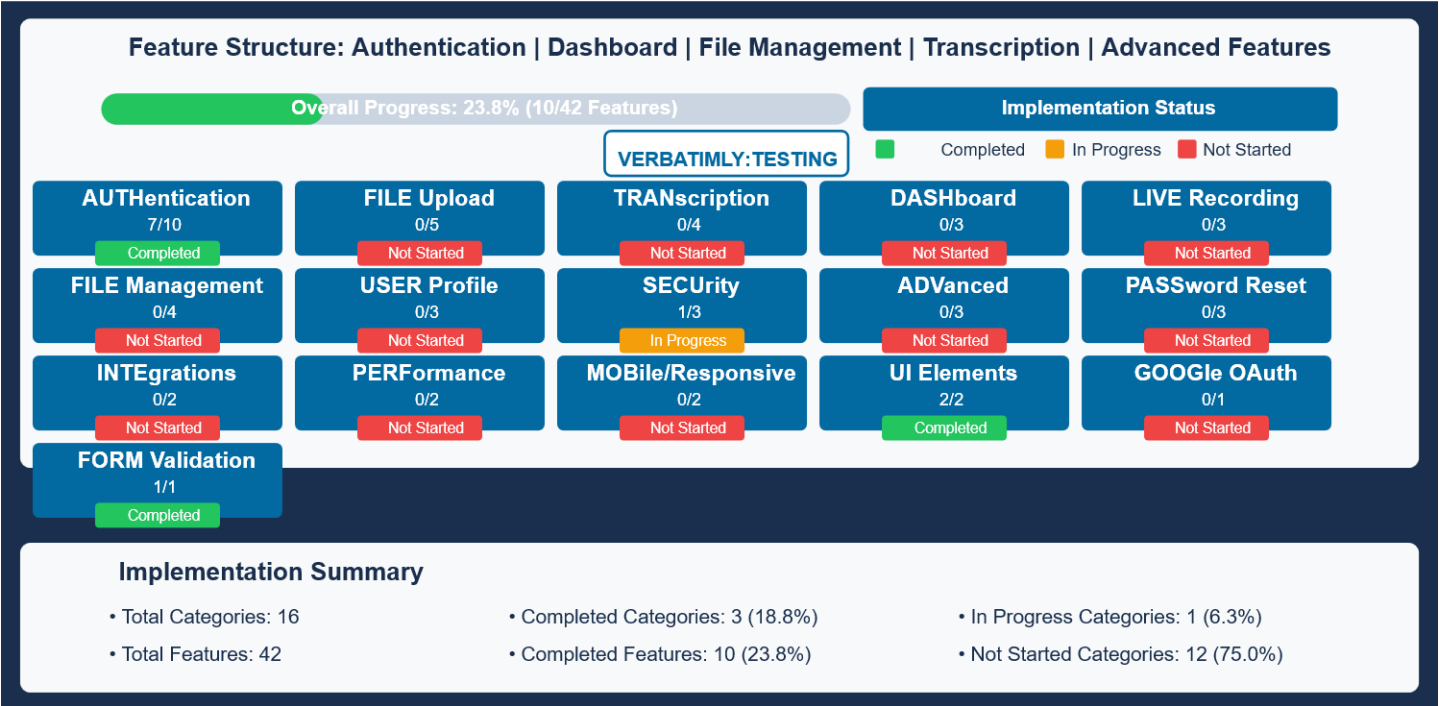 Feature Structure: Authentication | Dashboard | File Management | Transcription | Advanced Features
Overall Progress: 23.8% (10/42 Features)
Implementation Status
VERBATIMLY:TESTING
Completed
In Progress
Not Started
AUTHentication
7/10
Completed
FILE Upload
0/5
Not Started
TRANscription
0/4
Not Started
DASHboard
0/3
Not Started
LIVE Recording
0/3
Not Started
FILE Management
0/4
Not Started
USER Profile
0/3
Not Started
SECUrity
1/3
In Progress
ADVanced
0/3
Not Started
PASSword Reset
0/3
Not Started
INTEgrations
0/2
Not Started
PERFormance
0/2
Not Started
MOBile/Responsive
0/2
Not Started
UI Elements
2/2
Completed
GOOGle OAuth
0/1
Not Started
FORM Validation
1/1
Completed
Implementation Summary
• Total Categories: 16
• Completed Categories: 3 (18.8%)
• In Progress Categories: 1 (6.3%)
• Total Features: 42
• Completed Features: 10 (23.8%)
• Not Started Categories: 12 (75.0%)